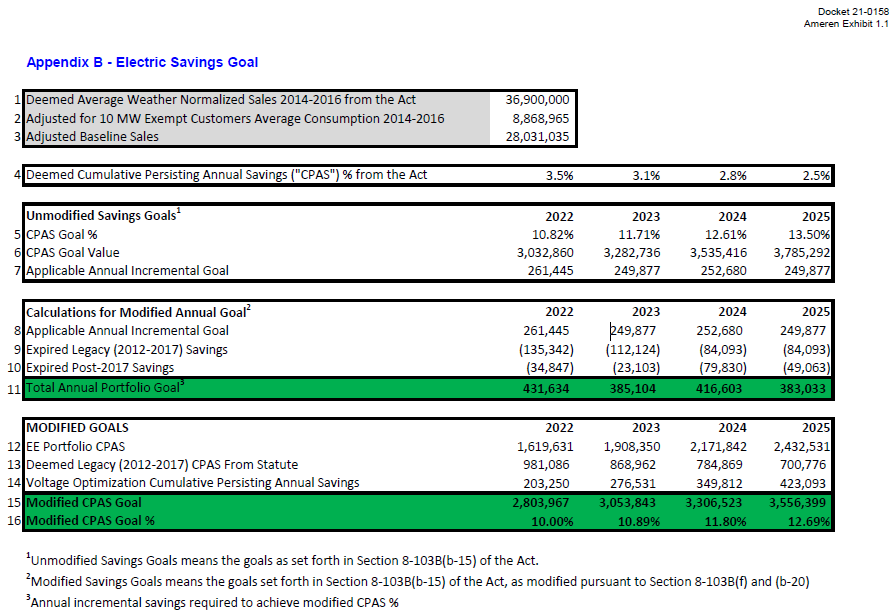 Docket 21-0158
Ameren Exhibit 1.1
Appendix B - Electric Savings Goal
1 Deemed Average Weather Normalized Sales 2014-2016 from the Act 36,900,000
2 Adjusted for 10 MW Exempt Customers Average Consumption 2014-2016 8,868,965
3 Adjusted Baseline Sales 28,031,035
4 Deemed Cumulative Persisting Annual Savings ("CPAS") % from the Act 3.5% 3.1% 2.8% 2.5%
Unmodified Savings Goals1 2022 2023 2024 2025
5 CPAS Goal % 10.82% 11.71% 12.61% 13.50%
6 CPAS Goal Value 3,032,860 3,282,736 3,535,416 3,785,292
7 Applicable Annual Incremental Goal 261,445 249,877 252,680 249,877
Calculations for Modified Annual Goal2 2022 2023 2024 2025
8 Applicable Annual Incremental Goal 261,445 249,877 252,680 249,877
9 Expired Legacy (2012-2017) Savings (135,342) (112,124) (84,093) (84,093)
10 Expired Post-2017 Savings (34,847) (23,103) (79,830) (49,063)
11 Total Annual Portfolio Goal3 431,634 385,104 416,603 383,033
MODIFIED GOALS 2022 2023 2024 2025
12 EE Portfolio CPAS 1,619,631 1,908,350 2,171,842 2,432,531
13 Deemed Legacy (2012-2017) CPAS From Statute 981,086 868,962 784,869 700,776
14 Voltage Optimization Cumulative Persisting Annual Savings 203,250 276,531 349,812 423,093
15 Modified CPAS Goal 2,803,967 3,053,843 3,306,523 3,556,399
16 Modified CPAS Goal % 10.00% 10.89% 11.80% 12.69%
1Unmodified Savings Goals means the goals as set forth in Section 8-103B(b-15) of the Act.
2Modified Savings Goals means the goals set forth in Section 8-103B(b-15) of the Act, as modified pursuant to Section 8-103B(f) and (b-20)
3Annual incremental savings required to achieve modified CPAS %